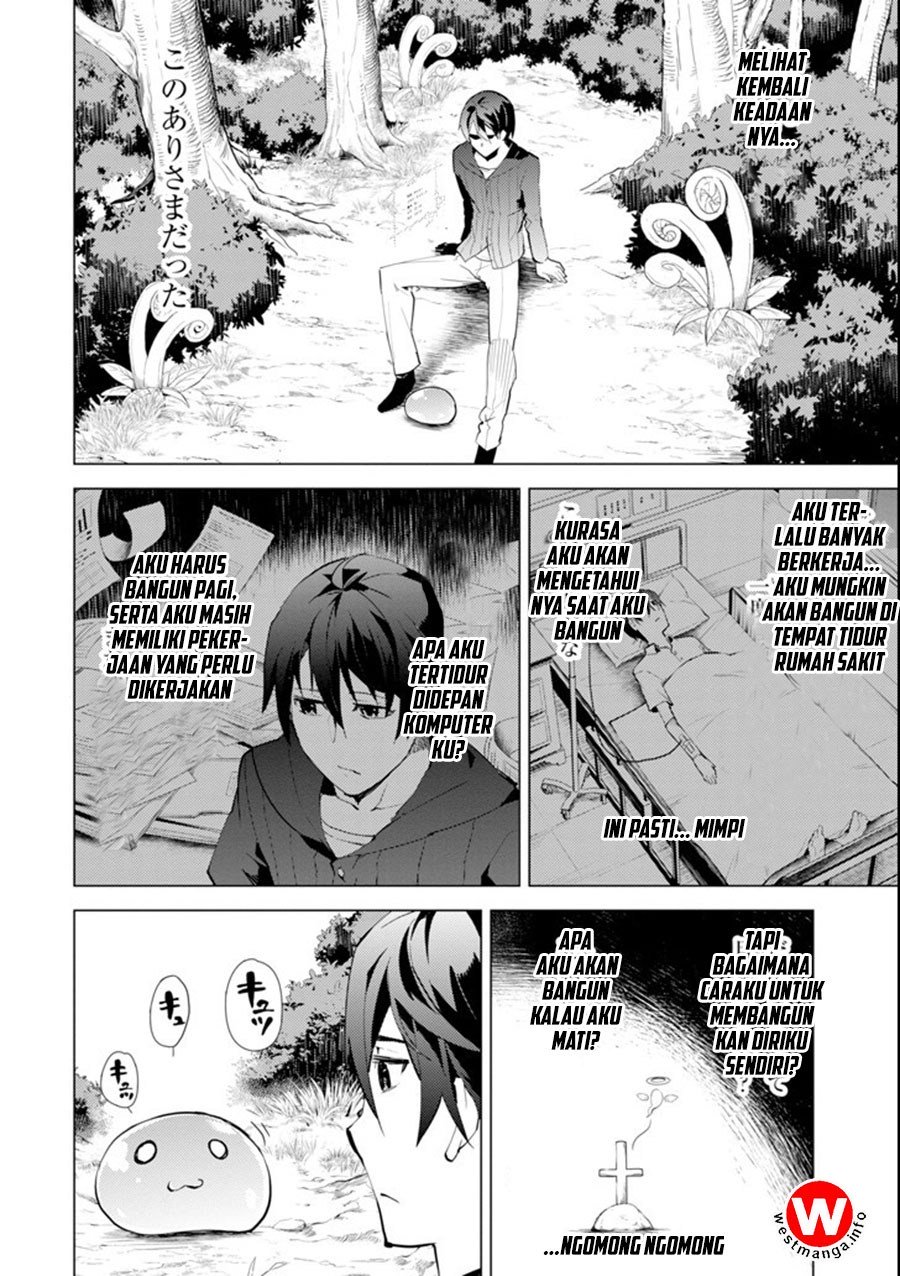 MELIHAT
KEMBALI
KEADAAN
NYA...
このありさまだった
AKU TER-
LALU BANYAK
BERKERJA...
AKU MUNGKIN
AKAN BANGUN DI
TEMPAT TIDUR
RUMAH SAKIT
KURASA
AKU AKAN
MENGETAHUI
NYA SAAT AKU
BANGUN
な
INI PASTI... MIMPI
APA AKU
TERTIDUR
DIDEPAN
KOMPUTER
KU?
AKU HARUS
BANGUN PAGI,
SERTA AKU MASIH
MEMILIKI PEKER-
JAAN YANG PERLU
DIKERJAKAN
TAPI
BAGAIMANA
CARAKU UNTUK
MEMBANGUN
KAN DIRIKU
SENDIRI?
APA
AKU AKAN
BANGUN
KALAU AKU
MATI?
...NGOMONG NGOMONG
キュッ
キュ
キュッ
W
westmanga.info